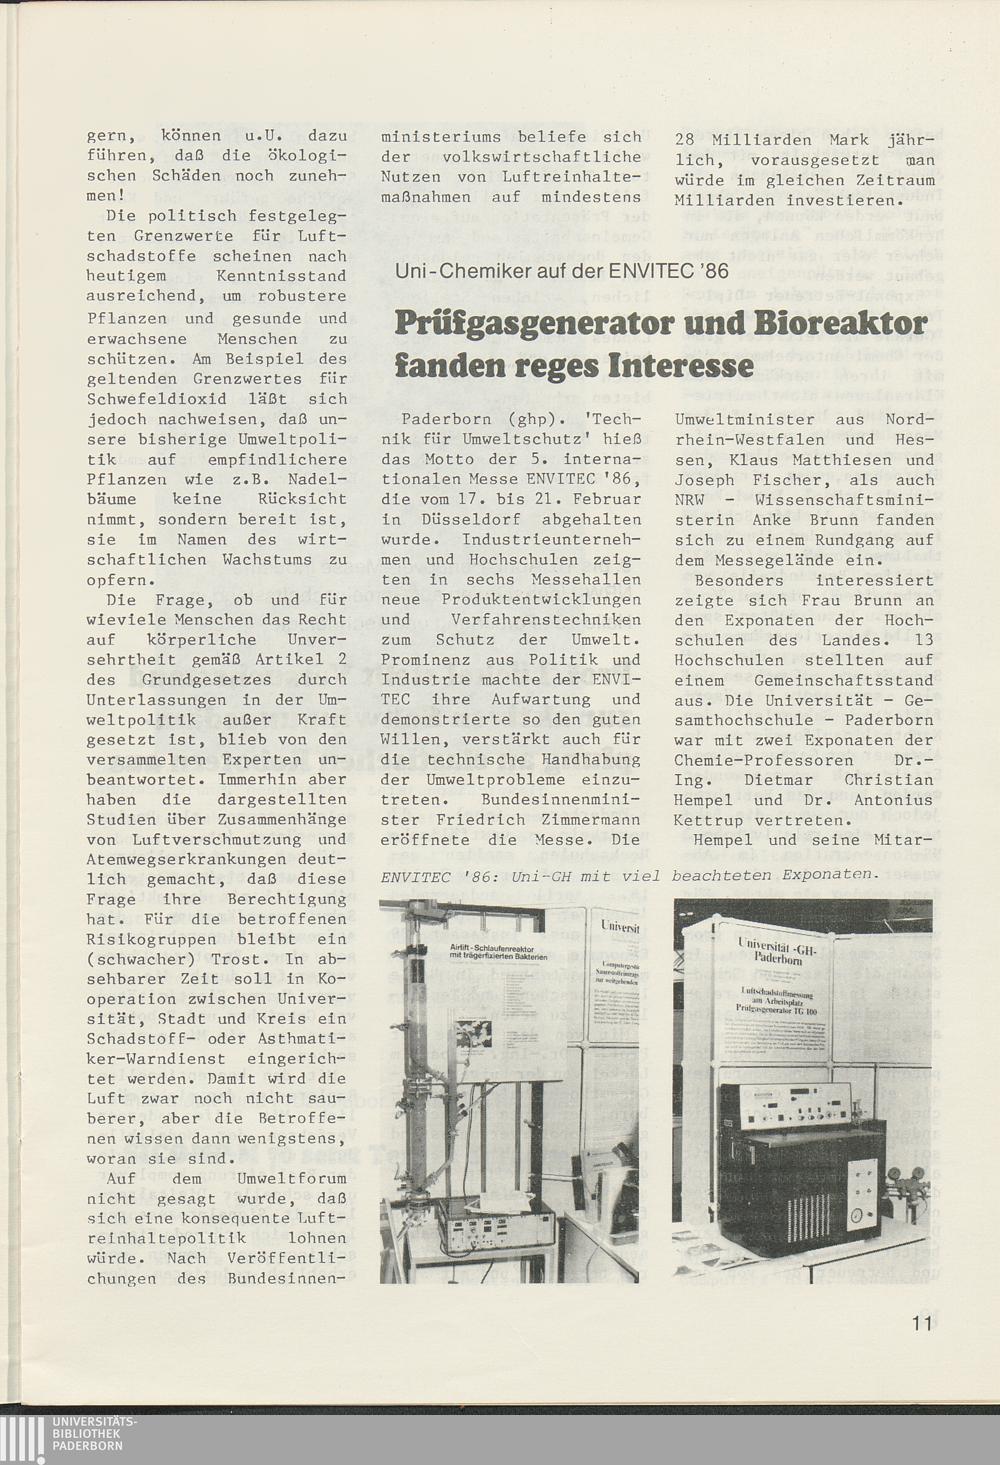 gern, können u.U. dazu
führen, daß die ökologi-
schen Schäden noch zuneh-
men!
Die politisch festgeleg-
ten Grenzwerte für Luft-
schadstoffe scheinen nach
heutigem Kenntnisstand
ausreichend, um robustere
Pflanzen und gesunde und
erwachsene Menschen zu
schützen. Am Beispiel des
geltenden Grenzwertes für
Schwefeldioxid läßt sich
jedoch nachweisen, daß un-
sere bisherige Umweltpoli-
tik auf empfindlichere
Pflanzen wie z.B. Nadel-
bäume keine Rücksicht
nimmt, sondern bereit ist,
sie im Namen des wirt-
schaftlichen Wachstums zu
opfern.
Die Frage, ob und für
wieviele Menschen das Recht
auf körperliche Unver-
sehrtheit gemäß Artikel 2
des Grundgesetzes durch
Unterlassungen in der Um-
weltpolitik außer Kraft
gesetzt ist, blieb von den
versammelten Experten un-
beantwortet. Immerhin aber
haben die dargestellten
Studien über Zusammenhänge
von Luftverschmutzung und
Atemwegserkrankungen deut-
lich gemacht, daß diese
Frage ihre Berechtigung
hat. Für die betroffenen
Risikogruppen bleibt ein
(schwacher) Trost. In ab-
sehbarer Zeit soll in Ko-
operation zwischen Univer-
sität, Stadt und Kreis ein
Schadstoff- oder Asthmati-
ker-Warndienst eingerich-
tet werden. Damit wird die
Luft zwar noch nicht sau-
berer, aber die Betroffe-
nen wissen dann wenigstens,
woran sie sind.
Auf dem Umweltforum
nicht gesagt wurde, daß
sich eine konsequente Luft-
reinhaltepolitik lohnen
würde. Nach Veröffentli-
chungen des Bundesinnen-
ministeriums beliefe sich
der volkswirtschaftliche
Nutzen von Luftreinhalte-
maßnahmen auf mindestens
28 Milliarden Mark jähr-
lich, vorausgesetzt man
würde im gleichen Zeitraum
Milliarden investieren.
Uni-Chemiker auf der ENVITEC '86
Prüfgasgenerator und Bioreaktor
fanden reges Interesse
Paderborn (ghp). 'Tech-
nik für Umweltschutz' hieß
das Motto der 5. interna-
tionalen Messe ENVITEC '86,
die vom 17. bis 21. Februar
in Düsseldorf abgehalten
wurde. Industrieunterneh-
men und Hochschulen zeig-
ten in sechs Messehallen
neue Produktentwicklungen
und Verfahrenstechniken
zum Schutz der Umwelt.
Prominenz aus Politik und
Industrie machte der ENVI-
TEC ihre Aufwartung und
demonstrierte so den guten
Willen, verstärkt auch für
die technische Handhabung
der Umweltprobleme einzu-
treten. Bundesinnenmini-
ster Friedrich Zimmermann
eröffnete die Messe. Die
Umweltminister aus Nord-
rhein-Westfalen und Hes-
sen, Klaus Matthiesen und
Joseph Fischer, als auch
NRW - Wissenschaftsmini-
sterin Anke Brunn fanden
sich zu einem Rundgang auf
dem Messegelände ein.
Besonders interessiert
zeigte sich Frau Brunn an
den Exponaten der Hoch-
schulen des Landes. 13
Hochschulen stellten auf
einem Gemeinschaftsstand
aus. Die Universität - Ge-
samthochschule - Paderborn
war mit zwei Exponaten der
Chemie-Professoren Dr.-
Ing. Dietmar Christian
Hempel und Dr. Antonius
Kettrup vertreten.
Hempel und seine Mitar-
ENVITEC '86: Uni-GH mit viel beachteten Exponaten.
Airlift - Schlaufenreaktor
mit trägerfixierten Bakterien
Universit
Universität -GH-
Paderborn
Luftschadstoffmessung
am Arbeitsplatz
Prüfgasgenerator TG 100
11
UNIVERSITÄTS-
BIBLIOTHEK
PADERBORN